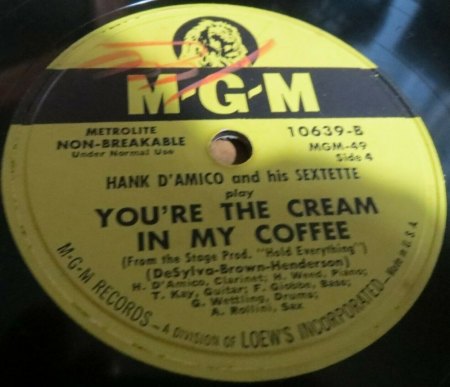 M-G-M
METROLITE
NON-BREAKABLE
Under Normal Use
10639-B
MGM-49
Side 4
HANK D'AMICO and his SEXTETTE
play
YOU'RE THE CREAM
IN MY COFFEE
(From the Stage Prod. "Hold Everything")
(DeSylva-Brown-Henderson)
H. D'Amico, Clarinet; H. Weed, Piano;
T. Kay, Guitar; F. Giobbe, Bass;
G. Wettling, Drums;
A. Rollini, Sax
M-G-M RECORDS — A DIVISION OF LOEW'S INCORPORATED — Made in U.S.A.